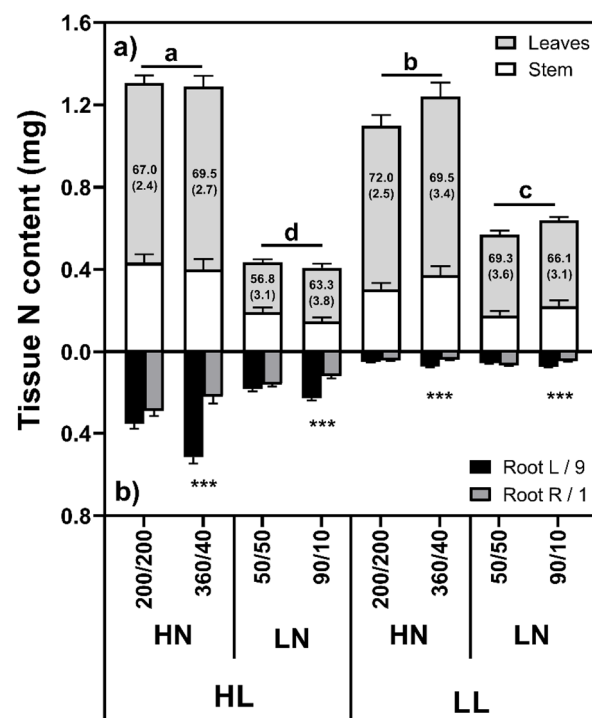 a)
Leaves
Stem
1.6
1.2
0.8
0.4
0.0
0.4
0.8
Tissue N content (mg)
a
b
c
d
67.0
(2.4)
69.5
(2.7)
56.8
(3.1)
63.3
(3.8)
72.0
(2.5)
69.5
(3.4)
69.3
(3.6)
66.1
(3.1)
b)
*** *** *** ***
Root L / 9
Root R / 1
200/200 360/40 50/50 90/10 200/200 360/40 50/50 90/10
HN LN HN LN
HL LL